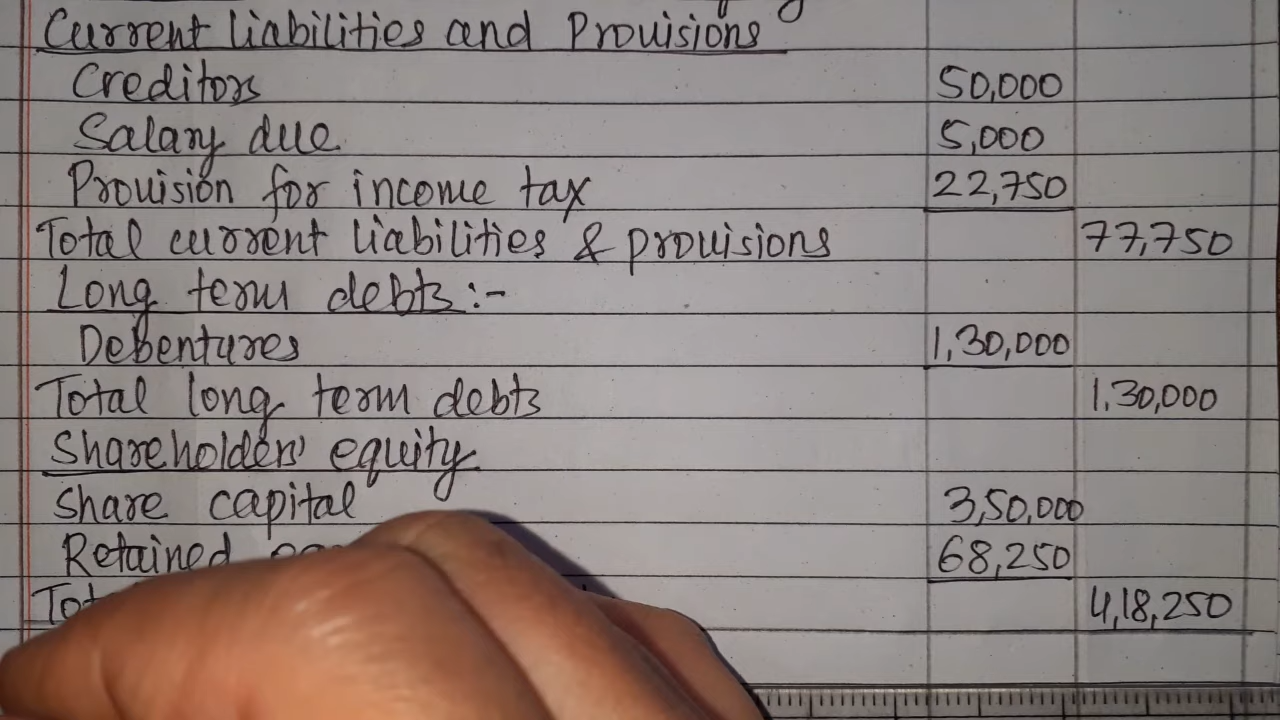 Current liabilities and Provisions
Creditors 50,000
Salary due 5,000
Provision for income tax 22,750
Total current liabilities & provisions 77,750
Long term debts:-
Debentures 1,30,000
Total long term debts 1,30,000
Shareholders' equity
Share capital 3,50,000
Retained 68,250
4,18,250